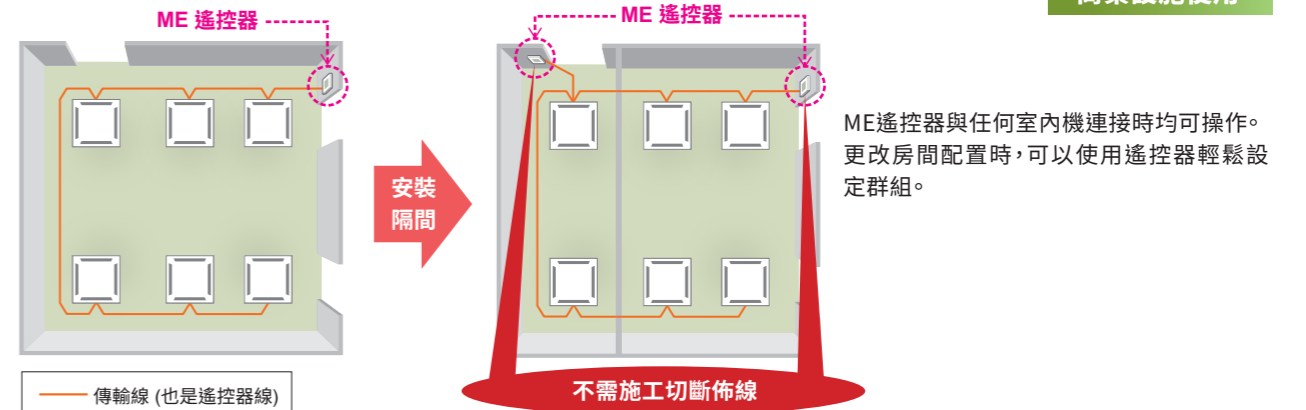 ME 遙控器
ME 遙控器
安裝
隔間
ME遙控器與任何室內機連接時均可操作。
更改房間配置時，可以使用遙控器輕鬆設
定群組。
傳輸線 (也是遙控器線)
不需施工切斷佈線